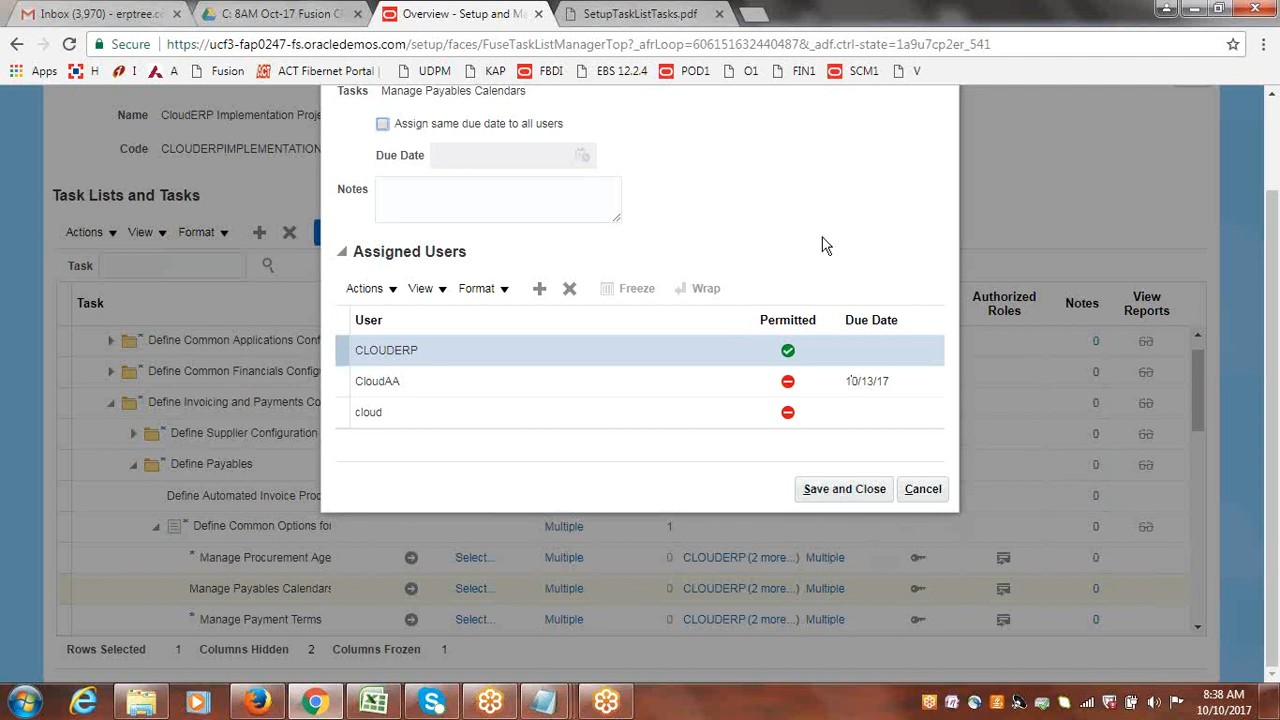 Inbox (3,970) - mptree.co
C: 8AM Oct-17 Fusion C
Overview - Setup and Ma
SetupTaskListTasks.pdf
Secure
https://ucf3-fap0247-fs.oracledemos.com/setup/faces/FuseTaskListManagerTop?_afrLoop=6061516324404​87&_adf.ctrl-state=1a9u7cp2er_541
Apps H I A Fusion ACT Fibernet Portal UDPM KAP FBDI EBS 12.2.4 POD1 O1 FIN1 SCM1 V
Tasks Manage Payables Calendars
Name CloudERP Implementation Proje
Assign same due date to all users
Code CLOUDERPIMPLEMENTATION
Due Date
Notes
Task Lists and Tasks
Actions View Format
Assigned Users
Task
Actions View Format Freeze Wrap
Task
Authorized Roles
Notes
View Reports
User Permitted Due Date
Define Common Applications Conf 0
CLOUDERP
Define Common Financials Config 0
CloudAA 10/13/17
Define Invoicing and Payments Co 0
cloud
Define Supplier Configuration 0
Define Payables 0
Save and Close Cancel
Define Automated Invoice Proc 0
Define Common Options for Multiple 1 0
* Manage Procurement Age Select... 0 CLOUDERP (2 more...) Multiple 0
Manage Payables Calendars Select... 0 CLOUDERP (2 more...) Multiple 0
* Manage Payment Terms Select... 0 CLOUDERP (2 more...) Multiple 0
Rows Selected 1 Columns Hidden 2 Columns Frozen 1
8:38 AM
10/10/2017